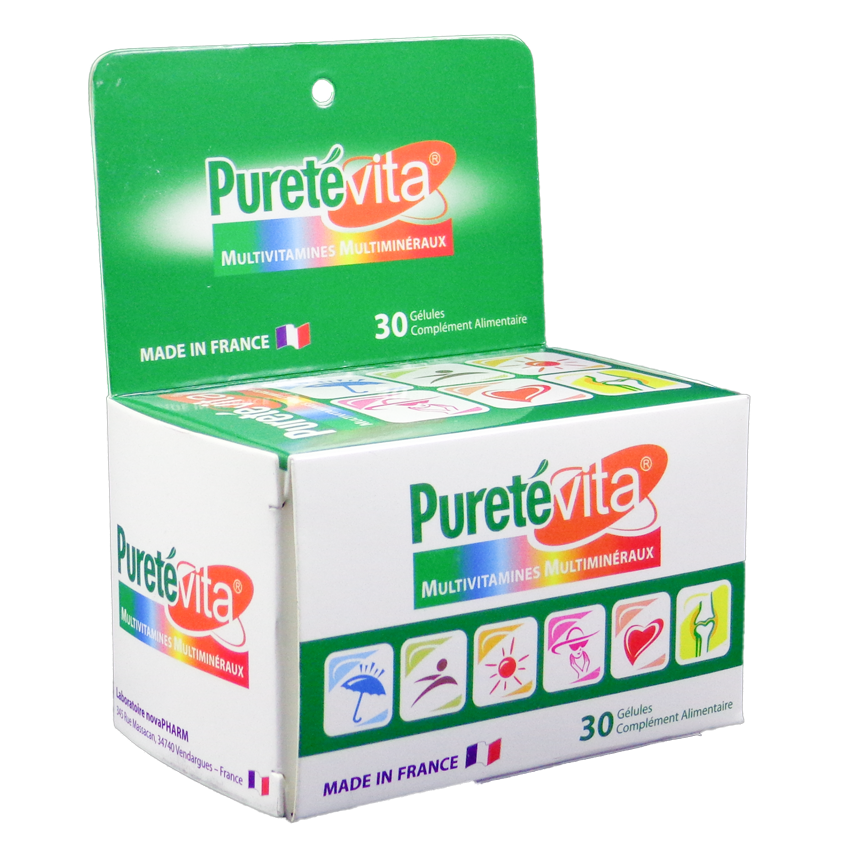 Puretévita®
MULTIVITAMINES MULTIMINÉRAUX
MADE IN FRANCE
30 Gélules
Complément Alimentaire
Puretévita
Puretévita®
MULTIVITAMINES MULTIMINÉRAUX
30 Gélules
Complément Alimentaire
MADE IN FRANCE
Puretévita®
MULTIVITAMINES MULTIMINÉRAUX
Laboratoire novaPHARM
34740 Vendargues – France